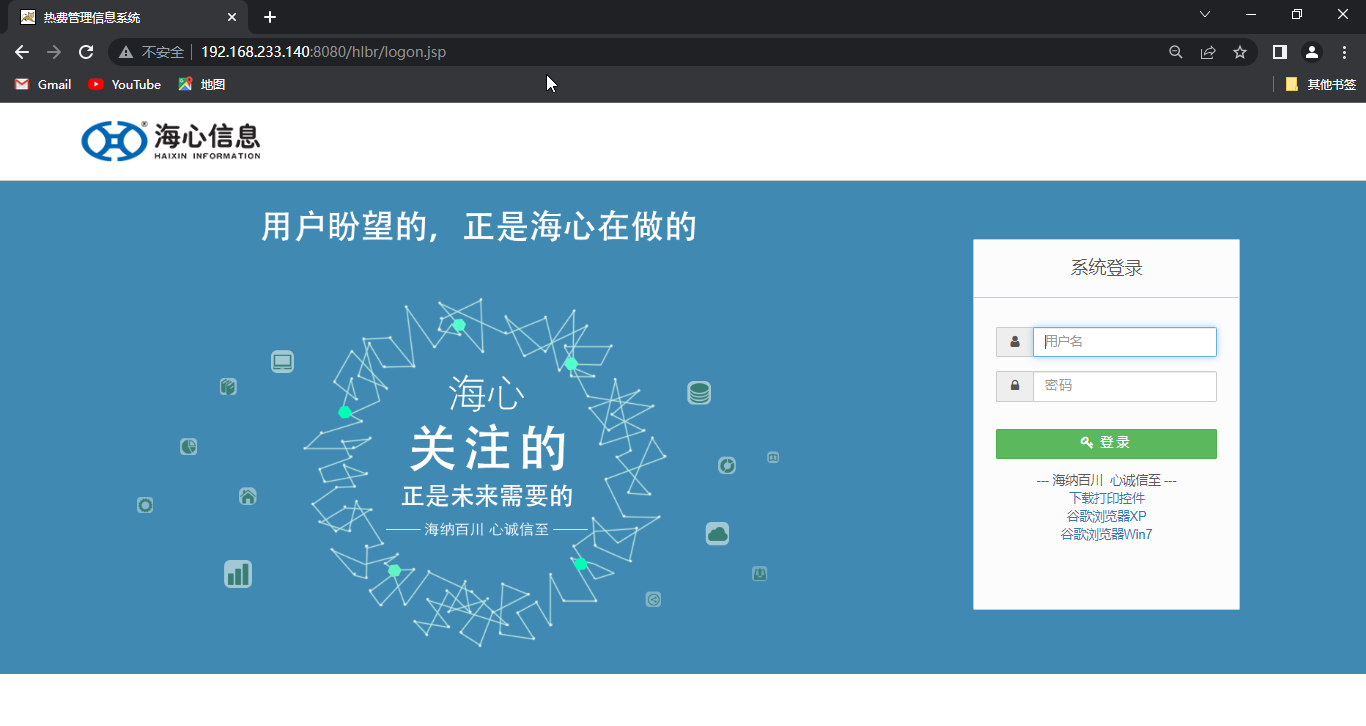 热费管理信息系统
不安全 192.168.233.140:8080/hlbr/logon.jsp
Gmail YouTube 地图 其他书签
海心信息 ®
HAIXIN INFORMATION
用户盼望的，正是海心在做的
海心
关注的
正是未来需要的
海纳百川 心诚信至
系统登录
用户名
密码
登录
--- 海纳百川 心诚信至 ---
下载打印控件
谷歌浏览器XP
谷歌浏览器Win7